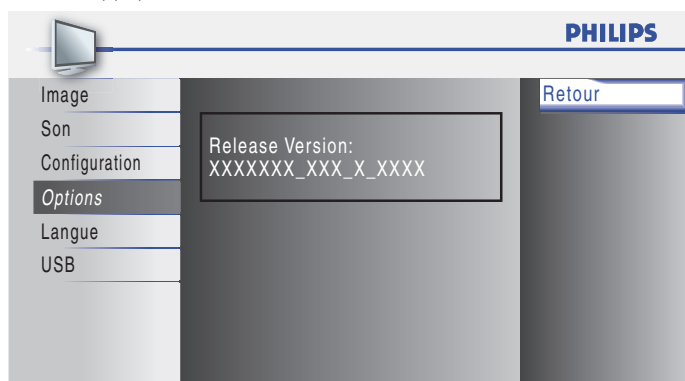 PHILIPS
Image
Son
Configuration
Options
Langue
USB
Release Version:
XXXXXXX_XXX_X_XXXX
Retour